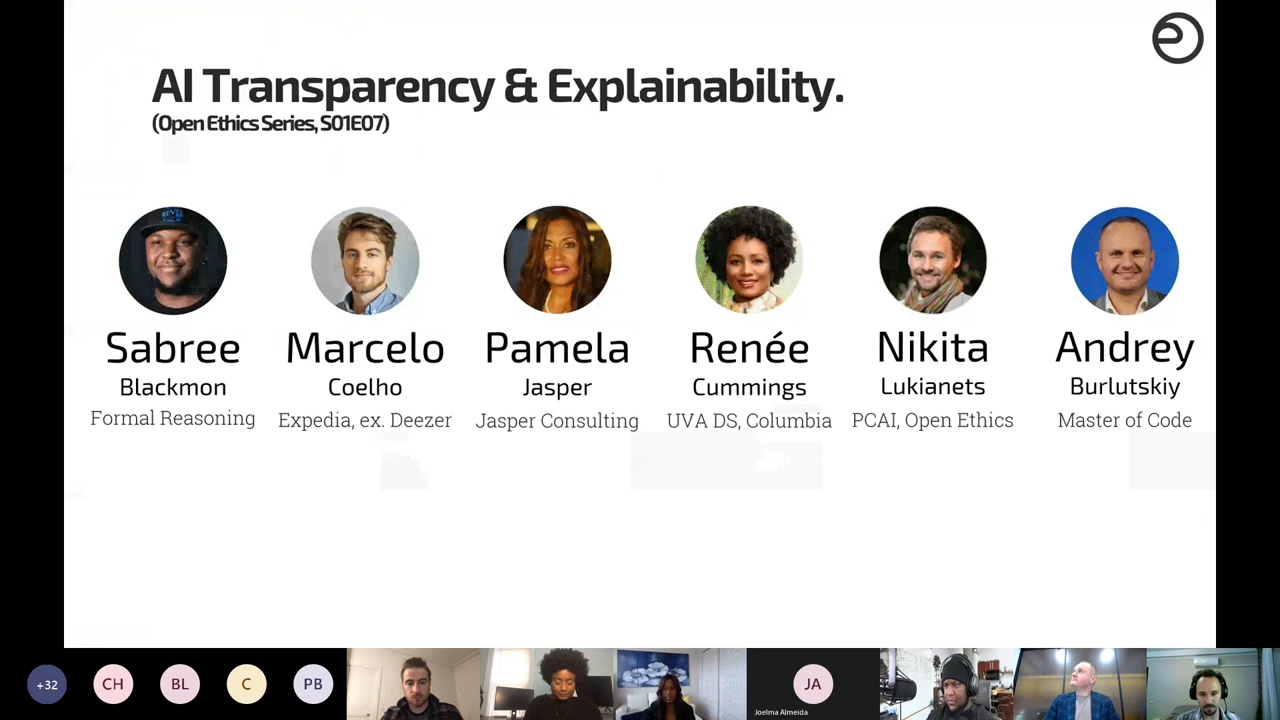 AI Transparency & Explainability.
(Open Ethics Series, S01E07)
Sabree
Blackmon
Formal Reasoning
Marcelo
Coelho
Expedia, ex. Deezer
Pamela
Jasper
Jasper Consulting
Renée
Cummings
UVA DS, Columbia
Nikita
Lukianets
PCAI, Open Ethics
Andrey
Burlutskiy
Master of Code
+32
CH
BL
C
PB
JA
Joelma Almeida